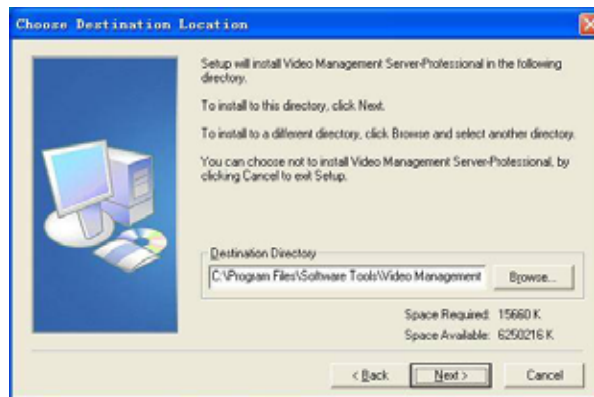 Choose Destination Location
Setup will install Video Management Server-Professional in the following
directory.
To install to this directory, click Next.
To install to a different directory, click Browse and select another directory.
You can choose not to install Video Management Server-Professional, by
clicking Cancel to exit Setup.
Destination Directory
C:\Program Files\Software Tools\Video Management
Browse...
Space Required: 15660 K
Space Available: 6250216 K
< Back
Next >
Cancel